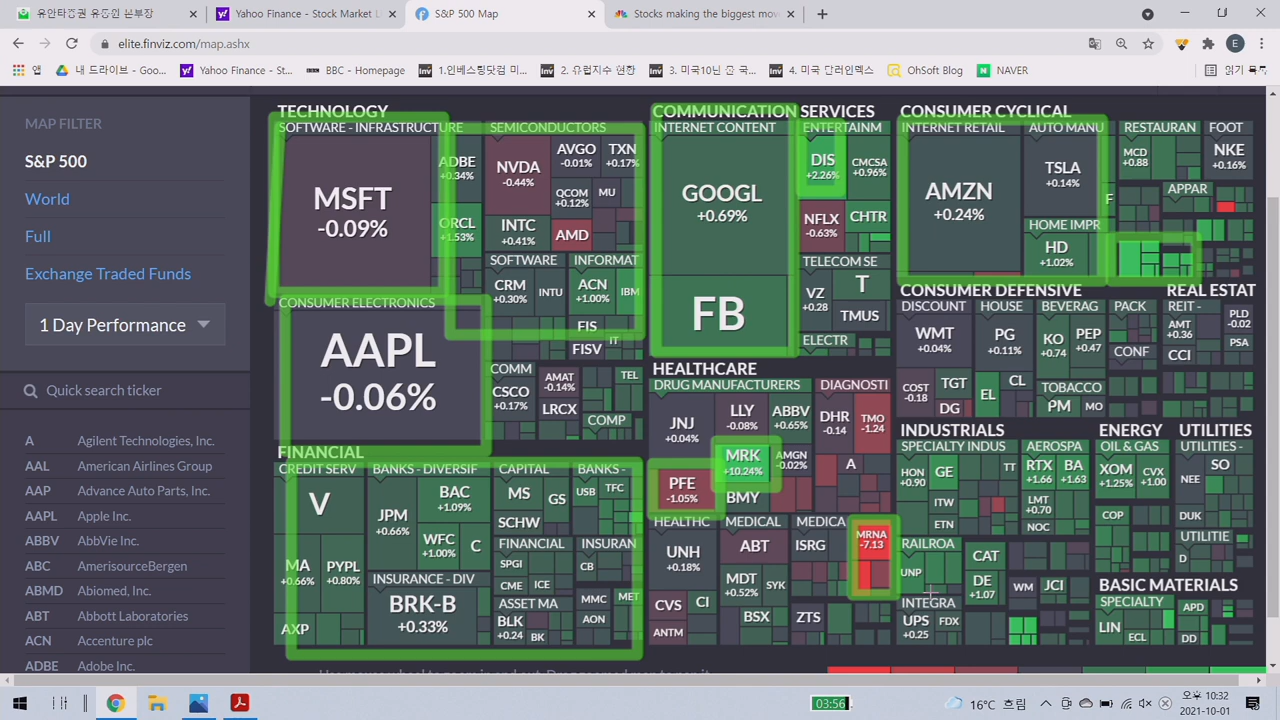 유안타증권 유동원 본부장
Yahoo Finance - Stock Market Li
S&P 500 Map
Stocks making the biggest mov
elite.finviz.com/map.ashx
E
앱
내 드라이브 - Goo...
Yahoo Finance - St...
BBC - Homepage
1.인베스팅닷컴 미...
2. 유럽지수 현황
3. 미국10년 은 국...
4. 미국 달러인덱스
OhSoft Blog
NAVER
읽기 목록
MAP FILTER
S&P 500
World
Full
Exchange Traded Funds
1 Day Performance
Quick search ticker
A Agilent Technologies, Inc.
AAL American Airlines Group
AAP Advance Auto Parts, Inc.
AAPL Apple Inc.
ABBV AbbVie Inc.
ABC AmerisourceBergen
ABMD Abiomed, Inc.
ABT Abbott Laboratories
ACN Accenture plc
ADBE Adobe Inc.
TECHNOLOGY
SOFTWARE - INFRASTRUCTURE
SEMICONDUCTORS
MSFT
-0.09%
ADBE
+0.34%
ORCL
+1.53%
NVDA
-0.44%
AVGO
-0.01%
TXN
+0.17%
QCOM
+0.12%
MU
INTC
+0.41%
AMD
SOFTWARE
INFORMAT
CRM
+0.30%
INTU
ACN
+1.00%
IBM
FIS
CONSUMER ELECTRONICS
AAPL
-0.06%
FISV
IT
COMM
CSCO
+0.17%
AMAT
-0.14%
TEL
LRCX
COMP
FINANCIAL
CREDIT SERV
BANKS - DIVERSIF
CAPITAL
BANKS -
V
MA
+0.66%
PYPL
+0.80%
AXP
JPM
+0.66%
BAC
+1.09%
WFC
+1.00%
C
INSURANCE - DIV
BRK-B
+0.33%
MS
GS
SCHW
USB
TFC
FINANCIAL
INSURAN
SPGI
CME
ICE
CB
ASSET MA
MMC
MET
BLK
+0.24
BK
AON
COMMUNICATION SERVICES
INTERNET CONTENT
ENTERTAINM
GOOGL
+0.69%
FB
DIS
+2.26%
CMCSA
+0.96%
NFLX
-0.63%
CHTR
TELECOM SE
VZ
+0.28
T
TMUS
ELECTR
HEALTHCARE
DRUG MANUFACTURERS
DIAGNOSTI
JNJ
+0.04%
LLY
-0.08%
ABBV
+0.65%
DHR
-0.14
TMO
-1.24
MRK
+10.24%
AMGN
-0.02%
A
PFE
-1.05%
BMY
HEALTHC
MEDICAL
MEDICA
UNH
+0.18%
ABT
ISRG
MRNA
-7.13
MDT
+0.52%
SYK
CVS
CI
ANTM
BSX
ZTS
CONSUMER CYCLICAL
INTERNET RETAIL
AUTO MANU
RESTAURAN
FOOT
AMZN
+0.24%
TSLA
+0.14%
F
MCD
+0.88
NKE
+0.16%
APPAR
HOME IMPR
HD
+1.02%
CONSUMER DEFENSIVE
DISCOUNT
HOUSE
BEVERAG
PACK
WMT
+0.04%
PG
+0.11%
KO
+0.74
PEP
+0.47
CONF
COST
-0.18
TGT
DG
EL
CL
TOBACCO
PM
MO
REAL ESTAT
REIT -
AMT
+0.36
PLD
-0.02
CCI
PSA
INDUSTRIALS
SPECIALTY INDUS
AEROSPA
HON
+0.90
GE
TT
RTX
+1.66
BA
+1.63
ITW
LMT
+0.70
ETN
NOC
RAILROA
UNP
CAT
DE
+1.07
WM
JCI
INTEGRA
UPS
+0.25
FDX
ENERGY
OIL & GAS
XOM
+1.25%
CVX
+1.00
COP
UTILITIES
UTILITIES -
SO
NEE
DUK
UTILITIE
D
BASIC MATERIALS
SPECIALTY
LIN
ECL
APD
DD
03:56
16°C 흐림
오후 10:32
2021-10-01